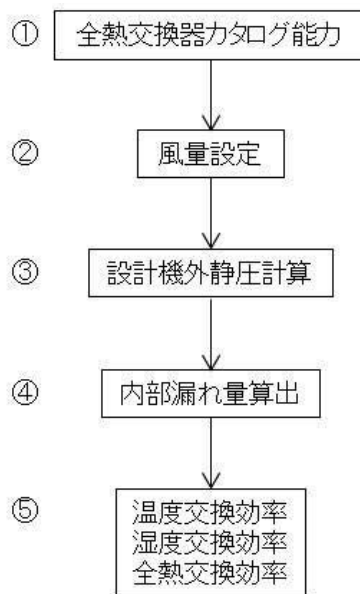 ① 全熱交換器カタログ能力
② 風量設定
③ 設計機外静圧計算
④ 内部漏れ量算出
⑤ 温度交換効率
湿度交換効率
全熱交換効率